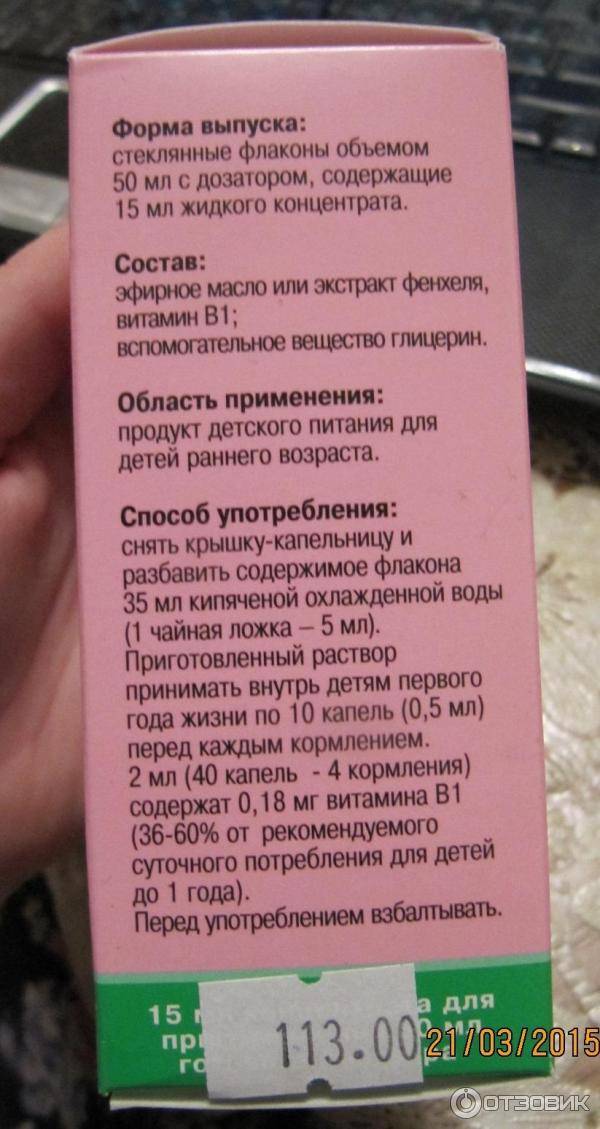 Форма выпуска:
стеклянные флаконы объемом
50 мл с дозатором, содержащие
15 мл жидкого концентрата.
Состав:
эфирное масло или экстракт фенхеля,
витамин В1;
вспомогательное вещество глицерин.
Область применения:
продукт детского питания для
детей раннего возраста.
Способ употребления:
снять крышку-капельницу и
разбавить содержимое флакона
35 мл кипяченой охлажденной воды
(1 чайная ложка – 5 мл).
Приготовленный раствор
принимать внутрь детям первого
года жизни по 10 капель (0,5 мл)
перед каждым кормлением.
2 мл (40 капель - 4 кормления)
содержат 0,18 мг витамина В1
(36-60% от рекомендуемого
суточного потребления для детей
до 1 года).
Перед употреблением взбалтывать.
15 для
мл
113.00
21/03/2015
ОТЗОВИК